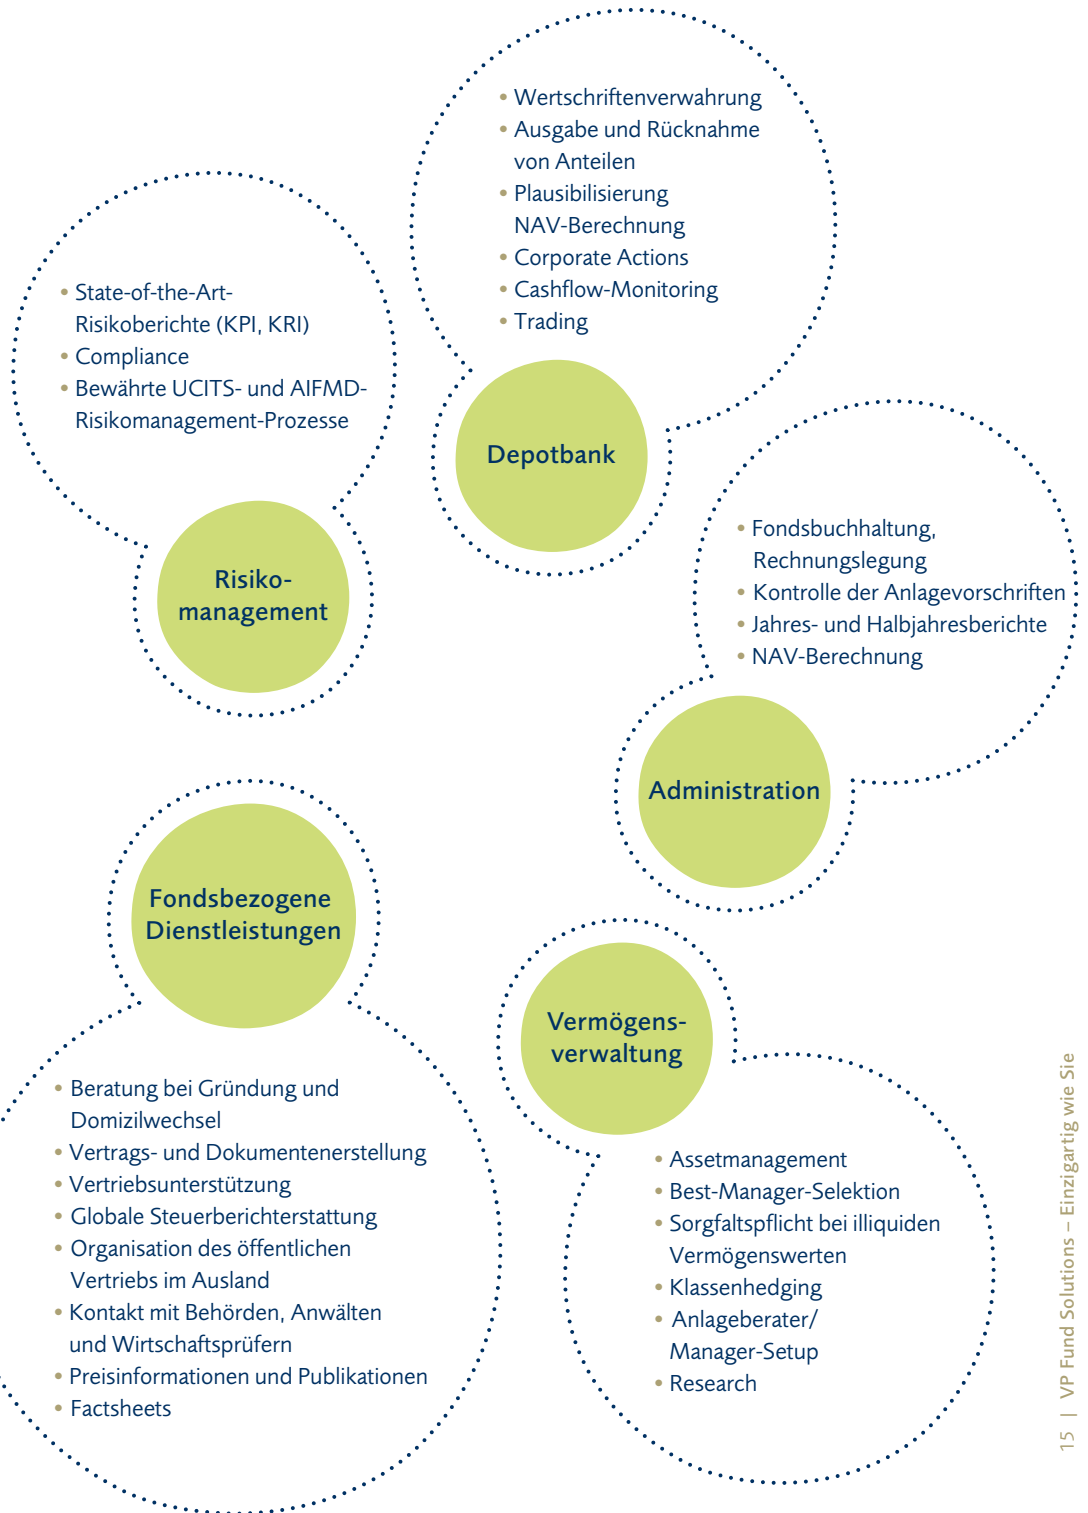 • Wertschriftenverwahrung
• Ausgabe und Rücknahme
von Anteilen
• Plausibilisierung
NAV-Berechnung
• Corporate Actions
• Cashflow-Monitoring
• Trading
Depotbank
• State-of-the-Art-
Risikoberichte (KPI, KRI)
• Compliance
• Bewährte UCITS- und AIFMD-
Risikomanagement-Prozesse
Risiko-
management
• Fondsbuchhaltung,
Rechnungslegung
• Kontrolle der Anlagevorschriften
• Jahres- und Halbjahresberichte
• NAV-Berechnung
Administration
Fondsbezogene
Dienstleistungen
• Beratung bei Gründung und
Domizilwechsel
• Vertrags- und Dokumentenerstellung
• Vertriebsunterstützung
• Globale Steuerberichterstattung
• Organisation des öffentlichen
Vertriebs im Ausland
• Kontakt mit Behörden, Anwälten
und Wirtschaftsprüfern
• Preisinformationen und Publikationen
• Factsheets
Vermögens-
verwaltung
• Assetmanagement
• Best-Manager-Selektion
• Sorgfaltspflicht bei illiquiden
Vermögenswerten
• Klassenhedging
• Anlageberater/
Manager-Setup
• Research
15 | VP Fund Solutions – Einzigartig wie Sie